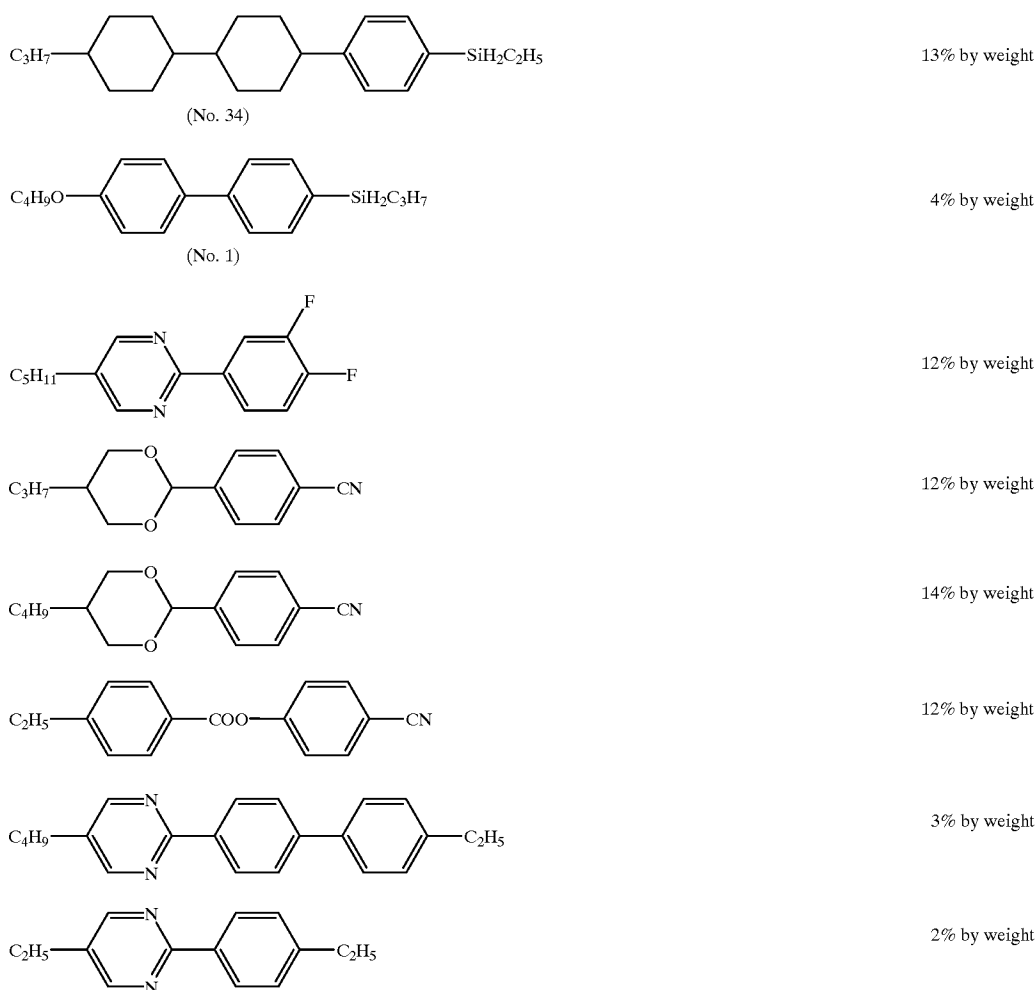 C3H7 SiH2C2H5 13% by weight
(No. 34)
C4H9O SiH2C3H7 4% by weight
(No. 1)
F
N
C5H11 F 12% by weight
N
O
C3H7 CN 12% by weight
O
O
C4H9 CN 14% by weight
O
C2H5 COO CN 12% by weight
N
C4H9 C2H5 3% by weight
N
N
C2H5 C2H5 2% by weight
N